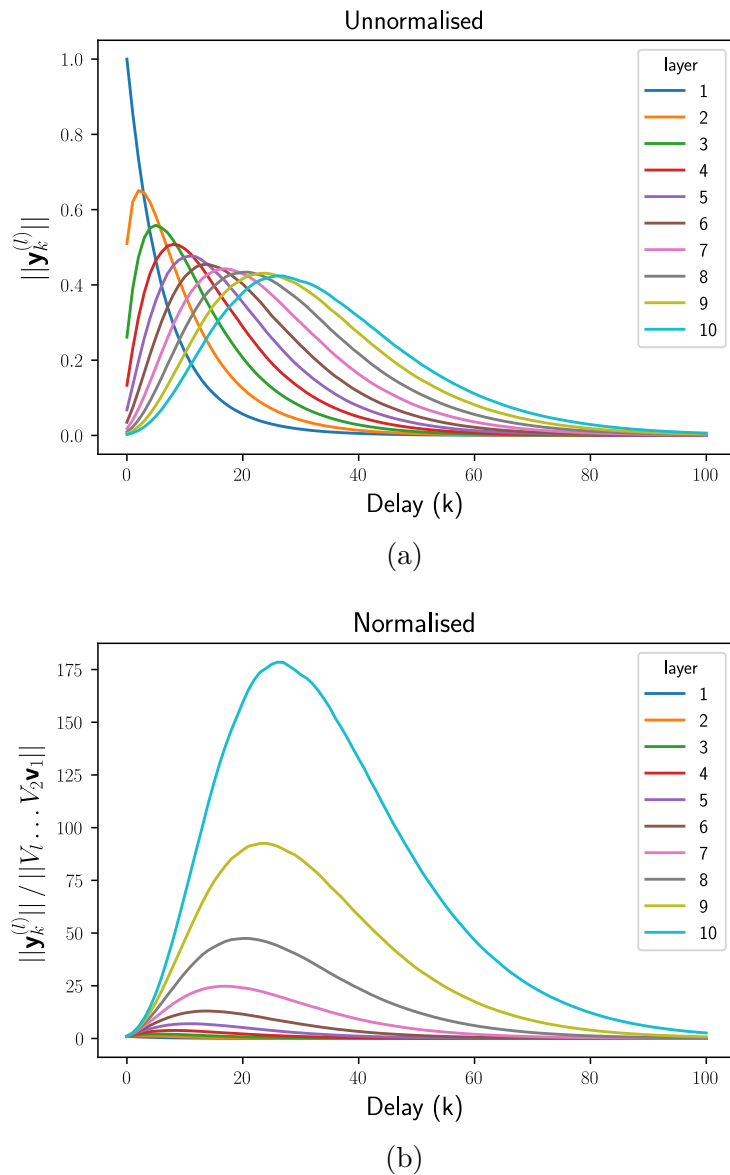 Unnormalised
1.0
0.8
0.6
0.4
0.2
0.0
||y_k^{(l)}||
layer
1
2
3
4
5
6
7
8
9
10
0 20 40 60 80 100
Delay (k)
(a)
Normalised
175
150
125
100
75
50
25
0
||y_k^{(l)}|| / ||V_l ... V_2 v_1||
layer
1
2
3
4
5
6
7
8
9
10
0 20 40 60 80 100
Delay (k)
(b)